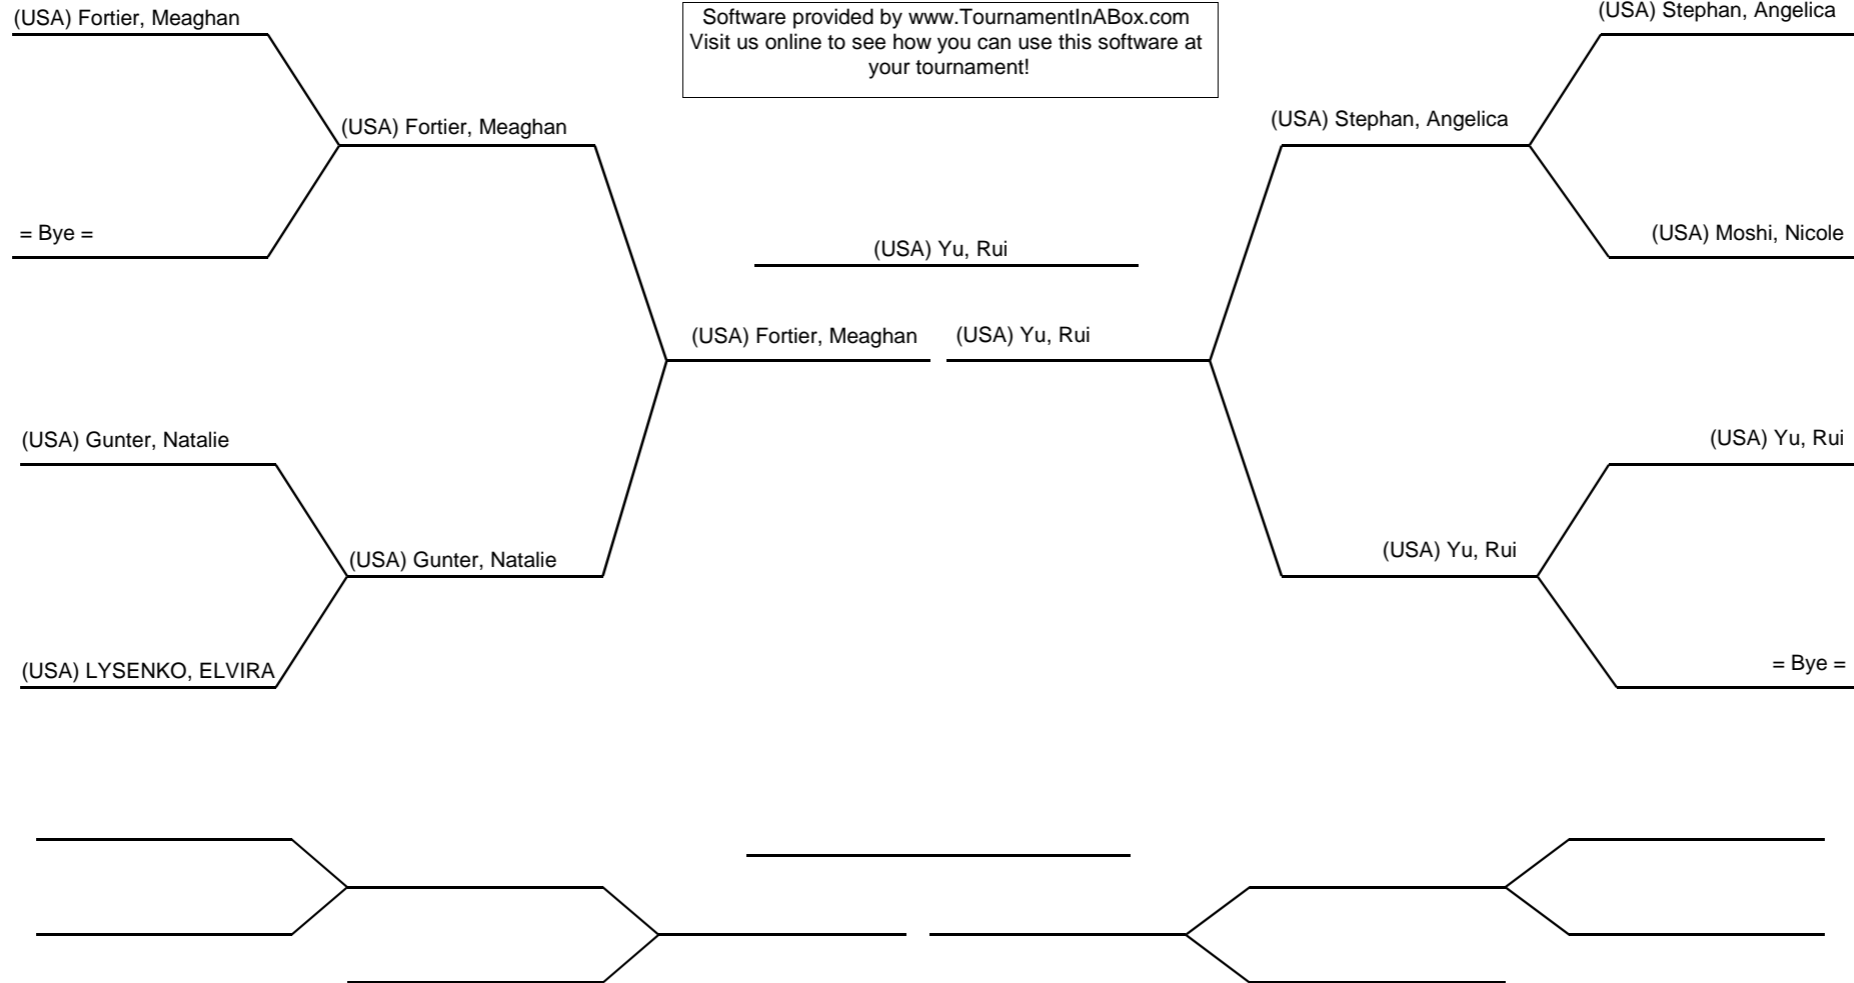 (USA) Fortier, Meaghan
Software provided by www.TournamentInABox.com
Visit us online to see how you can use this software at
your tournament!
(USA) Stephan, Angelica
(USA) Fortier, Meaghan
(USA) Stephan, Angelica
= Bye =
(USA) Yu, Rui
(USA) Moshi, Nicole
(USA) Fortier, Meaghan
(USA) Yu, Rui
(USA) Gunter, Natalie
(USA) Yu, Rui
(USA) Gunter, Natalie
(USA) Yu, Rui
(USA) LYSENKO, ELVIRA
= Bye =